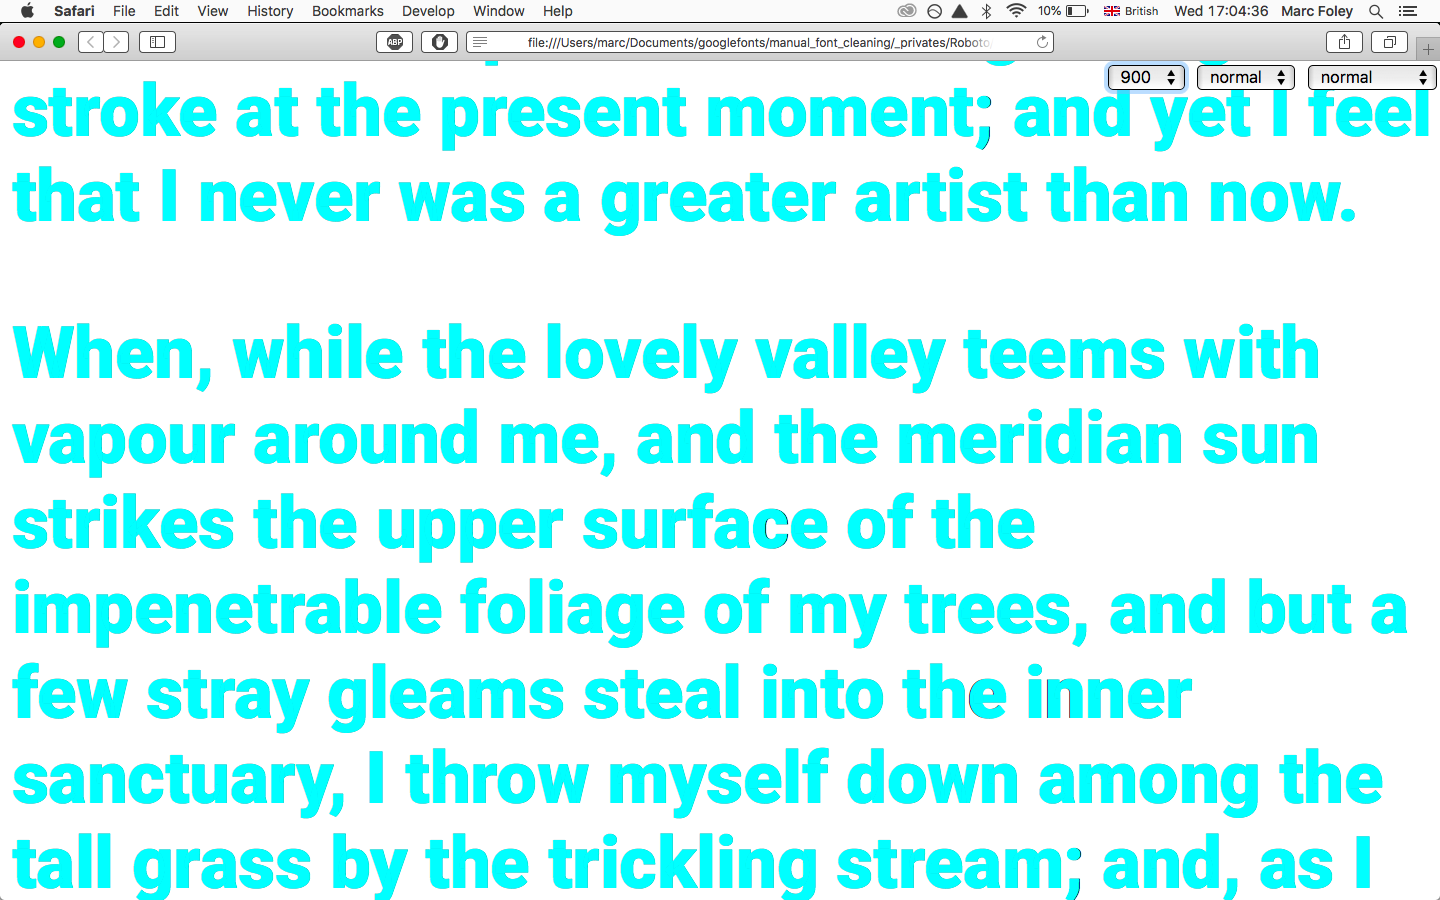 Safari File Edit View History Bookmarks Develop Window Help 10% British Wed 17:04:36 Marc Foley
ABP file:///Users/marc/Documents/googlefonts/manual_font_cleaning/_privates/Roboto
900 normal normal
stroke at the present moment; and yet I feel
that I never was a greater artist than now.
When, while the lovely valley teems with
vapour around me, and the meridian sun
strikes the upper surface of the
impenetrable foliage of my trees, and but a
few stray gleams steal into the inner
sanctuary, I throw myself down among the
tall grass by the trickling stream; and, as I